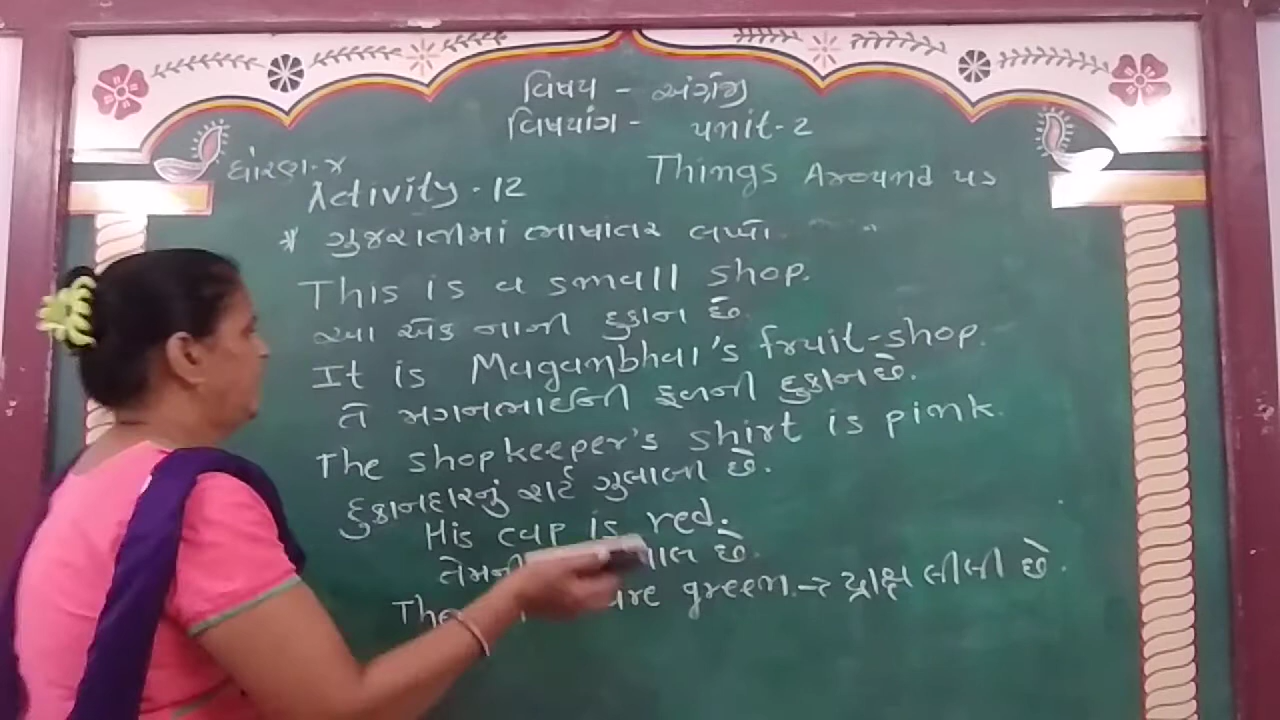 વિષય - અંગ્રેજી
વિષયાંગ - unit-2
ધોરણ-૪
Things Around us
Activity - 12
* ગુજરાતીમાં ભાષાંતર લખો
This is a small shop.
આ એક નાની દુકાન છે.
It is Maganbhai's fruit-shop.
તે મગનભાઈની ફળની દુકાન છે.
The shopkeeper's shirt is pink.
દુકાનદારનું શર્ટ ગુલાબી છે.
His cap is red.
તેમની લાલ છે.
The are green. → દ્રાક્ષ લીલી છે.